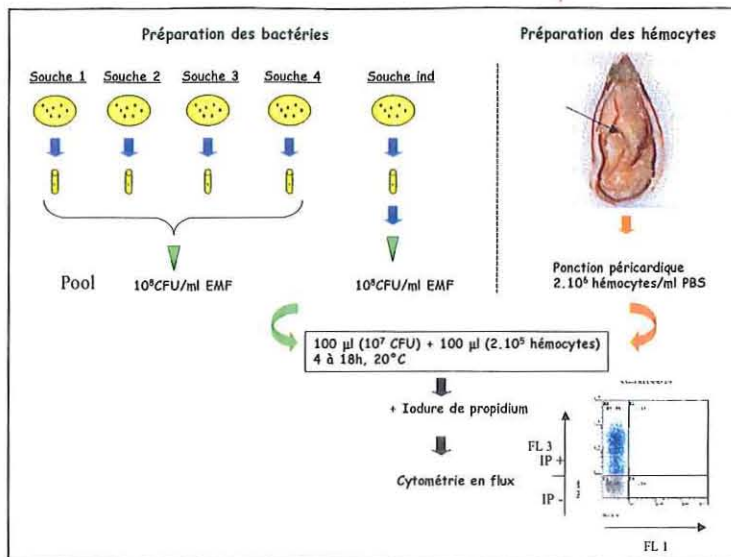 Préparation des bactéries
Préparation des hémocytes
Souche 1 Souche 2 Souche 3 Souche 4 Souche ind
Pool
10⁸CFU/ml EMF
10⁸CFU/ml EMF
Ponction péricardique
2.10⁶ hémocytes/ml PBS
100 µl (10⁷ CFU) + 100 µl (2.10⁵ hémocytes)
4 à 18h, 20°C
+ Iodure de propidium
Cytométrie en flux
FL 3
IP +
IP -
FL 1